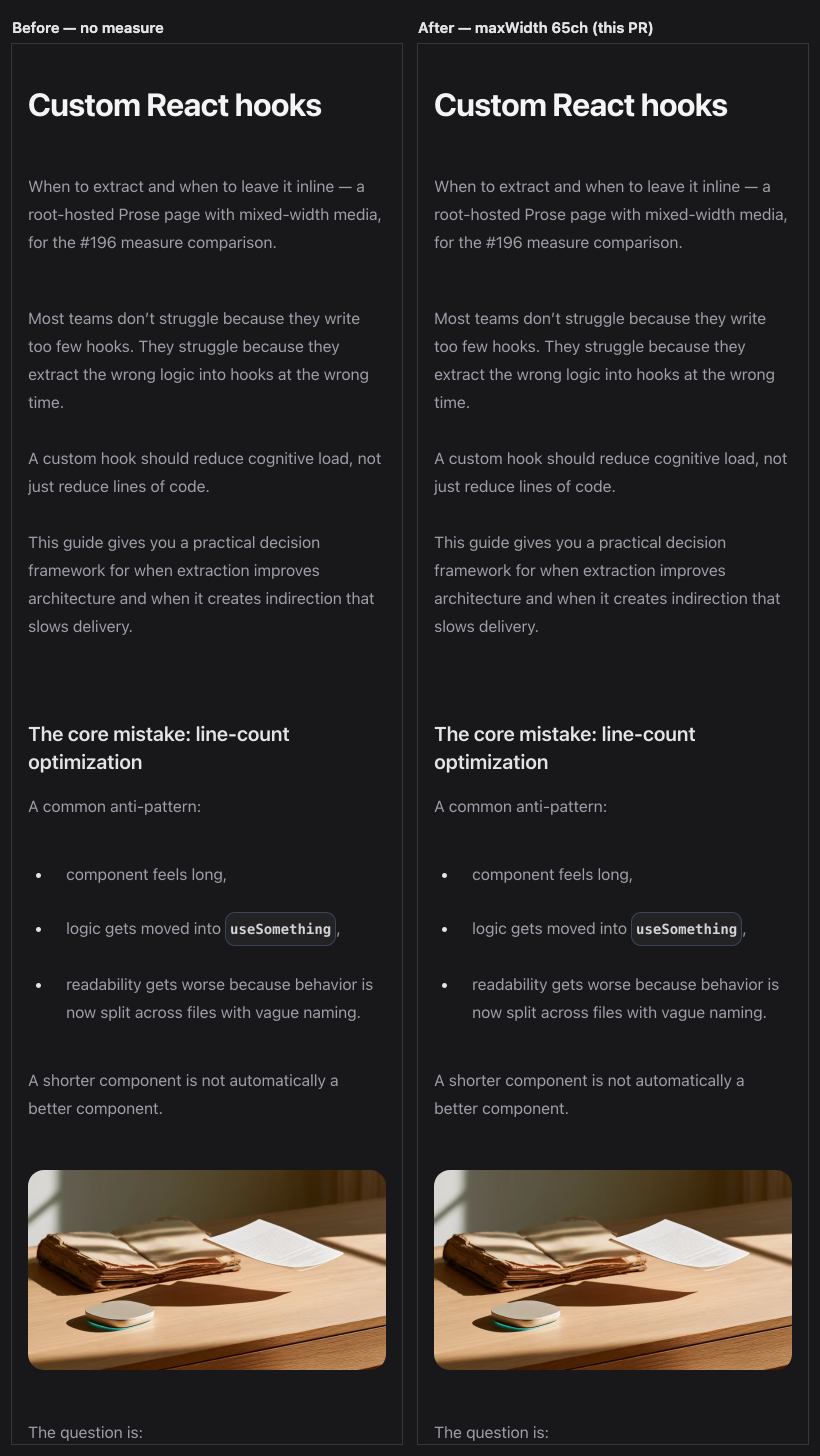 Before — no measure
Custom React hooks
When to extract and when to leave it inline — a
root-hosted Prose page with mixed-width media,
for the #196 measure comparison.
Most teams don’t struggle because they write
too few hooks. They struggle because they
extract the wrong logic into hooks at the wrong
time.
A custom hook should reduce cognitive load, not
just reduce lines of code.
This guide gives you a practical decision
framework for when extraction improves
architecture and when it creates indirection that
slows delivery.
The core mistake: line-count
optimization
A common anti-pattern:
• component feels long,
• logic gets moved into useSomething,
• readability gets worse because behavior is
now split across files with vague naming.
A shorter component is not automatically a
better component.
The question is:
After — maxWidth 65ch (this PR)
Custom React hooks
When to extract and when to leave it inline — a
root-hosted Prose page with mixed-width media,
for the #196 measure comparison.
Most teams don’t struggle because they write
too few hooks. They struggle because they
extract the wrong logic into hooks at the wrong
time.
A custom hook should reduce cognitive load, not
just reduce lines of code.
This guide gives you a practical decision
framework for when extraction improves
architecture and when it creates indirection that
slows delivery.
The core mistake: line-count
optimization
A common anti-pattern:
• component feels long,
• logic gets moved into useSomething,
• readability gets worse because behavior is
now split across files with vague naming.
A shorter component is not automatically a
better component.
The question is: